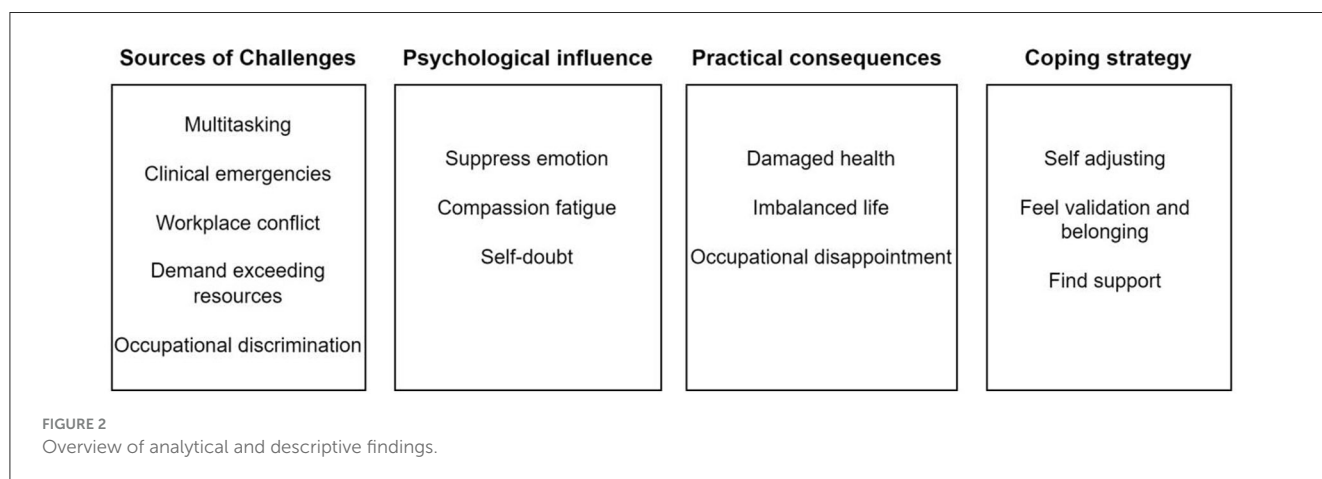 Sources of Challenges
Multitasking
Clinical emergencies
Workplace conflict
Demand exceeding
resources
Occupational discrimination
Psychological influence
Suppress emotion
Compassion fatigue
Self-doubt
Practical consequences
Damaged health
Imbalanced life
Occupational disappointment
Coping strategy
Self adjusting
Feel validation and
belonging
Find support
FIGURE 2
Overview of analytical and descriptive findings.